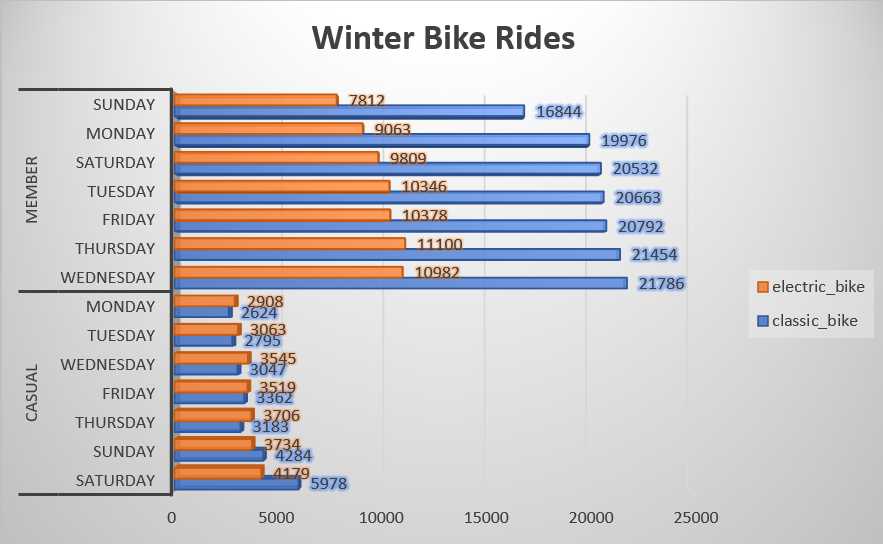 Winter Bike Rides
MEMBER
SUNDAY 7812 16844
MONDAY 9063 19976
SATURDAY 9809 20532
TUESDAY 10346 20663
FRIDAY 10378 20792
THURSDAY 11100 21454
WEDNESDAY 10982 21786
CASUAL
MONDAY 2908 2624
TUESDAY 3063 2795
WEDNESDAY 3545 3047
FRIDAY 3519 3362
THURSDAY 3706 3183
SUNDAY 3734 4284
SATURDAY 4179 5978
0 5000 10000 15000 20000 25000
electric_bike
classic_bike